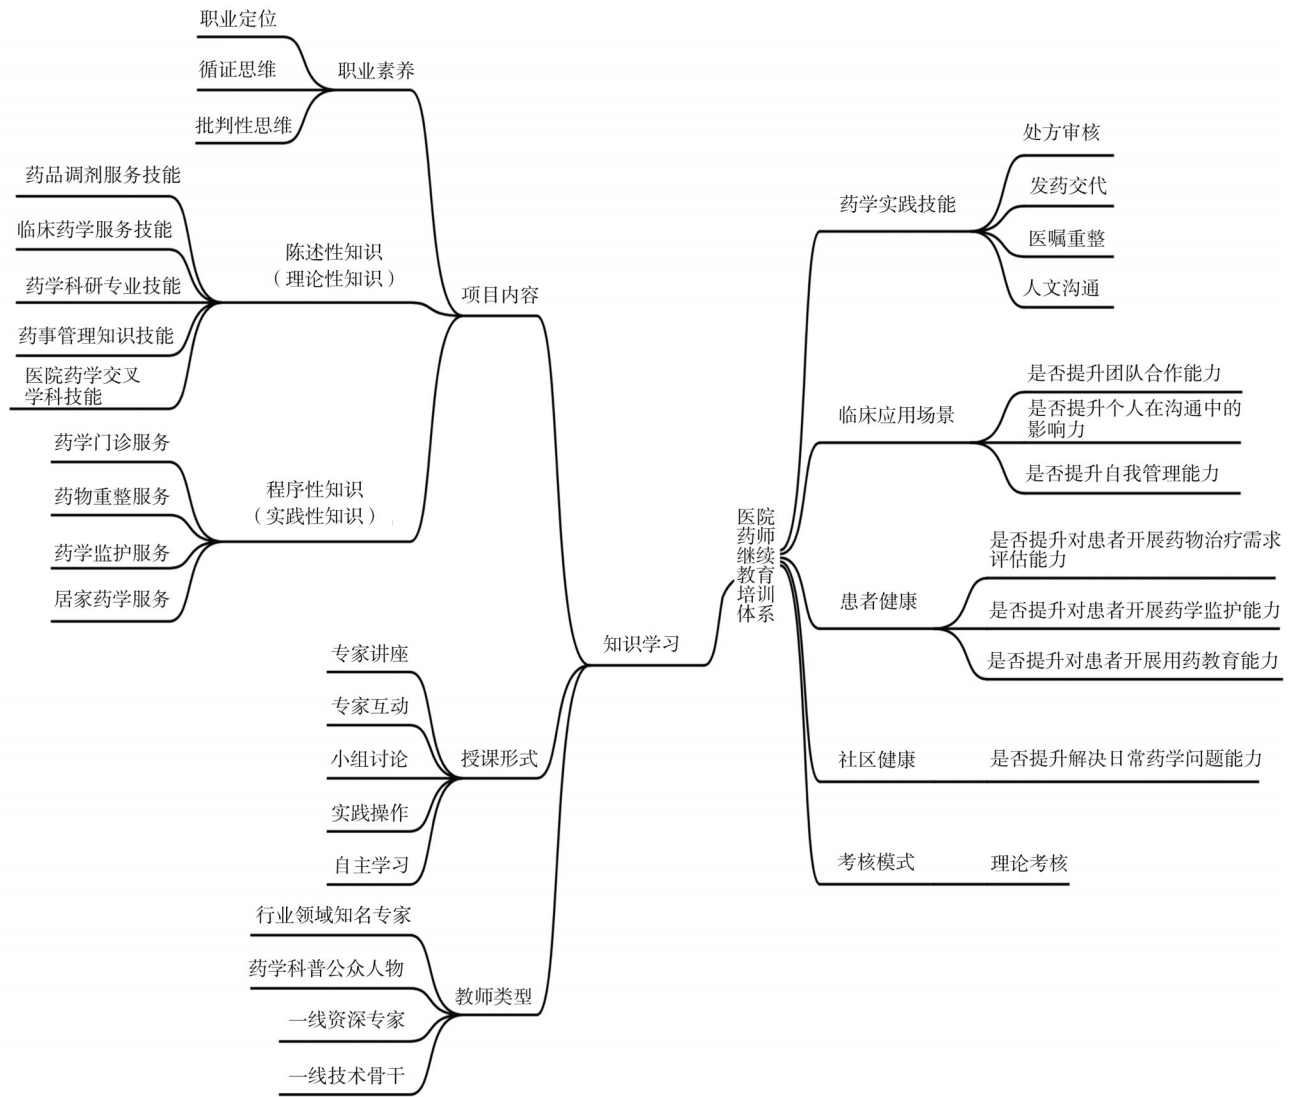 职业定位
循证思维
批判性思维
职业素养
药品调剂服务技能
临床药学服务技能
药学科研专业技能
药事管理知识技能
医院药学交叉
学科技能
陈述性知识
（理论性知识）
药学门诊服务
药物重整服务
药学监护服务
居家药学服务
程序性知识
（实践性知识）
项目内容
专家讲座
专家互动
小组讨论
实践操作
自主学习
授课形式
行业领域知名专家
药学科普公众人物
一线资深专家
一线技术骨干
教师类型
知识学习
医院
药师
继续
教育
培训
体系
药学实践技能
处方审核
发药交代
医嘱重整
人文沟通
临床应用场景
是否提升团队合作能力
是否提升个人在沟通中的
影响力
是否提升自我管理能力
患者健康
是否提升对患者开展药物治疗需求
评估能力
是否提升对患者开展药学监护能力
是否提升对患者开展用药教育能力
社区健康
是否提升解决日常药学问题能力
考核模式
理论考核